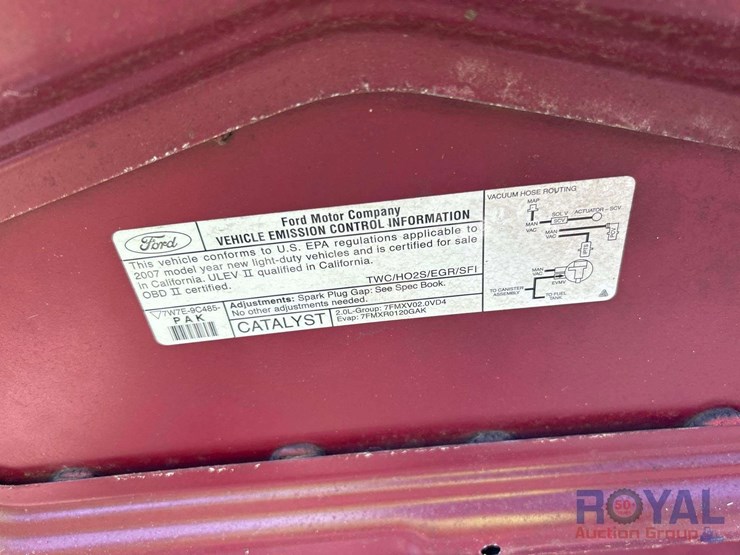 Ford
Ford Motor Company
VEHICLE EMISSION CONTROL INFORMATION
This vehicle conforms to U.S. EPA regulations applicable to
2007 model year new light-duty vehicles and is certified for sale
in California. ULEV II qualified in California.
OBD II certified.
TWC/HO2S/EGR/SFI
7W7E-9C485-
PAK
Adjustments: Spark Plug Gap: See Spec Book.
No other adjustments needed.
CATALYST
2.0L-Group: 7FMXV02.0VD4
Evap: 7FMXR0120GAK
VACUUM HOSE ROUTING
MAP
MAN
VAC
SOL V
SCV
ACTUATOR - SCV
MAN
VAC
MAN
VAC
EVMV
TO CANISTER
ASSEMBLY
TO FUEL
TANK
ROYAL
Auction Group